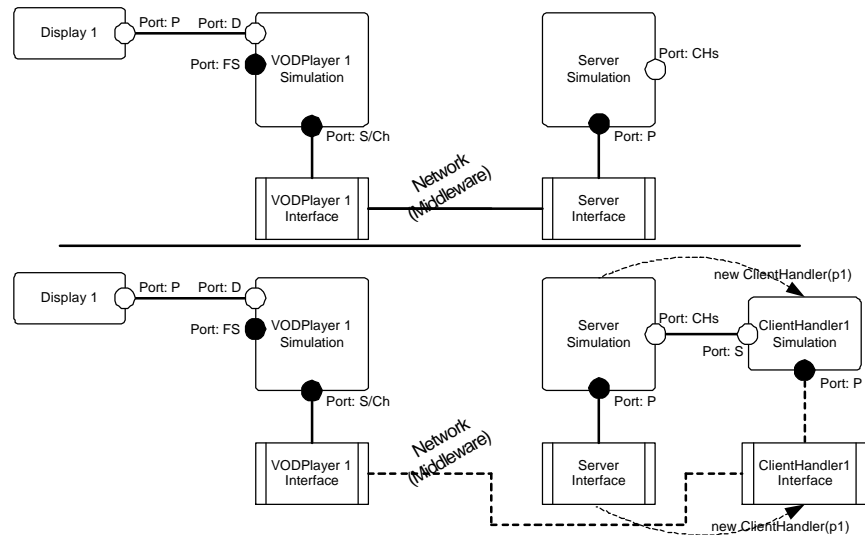 Display 1
Port: P
Port: D
Port: FS
VODPlayer 1
Simulation
Port: S/Ch
Server
Simulation
Port: CHs
Port: P
Network
(Middleware)
VODPlayer 1
Interface
Server
Interface
new ClientHandler(p1)
Display 1
Port: P
Port: D
Port: FS
VODPlayer 1
Simulation
Port: S/Ch
Server
Simulation
Port: CHs
Port: S
ClientHandler1
Simulation
Port: P
Port: P
Network
(Middleware)
VODPlayer 1
Interface
Server
Interface
ClientHandler1
Interface
new ClientHandler(p1)